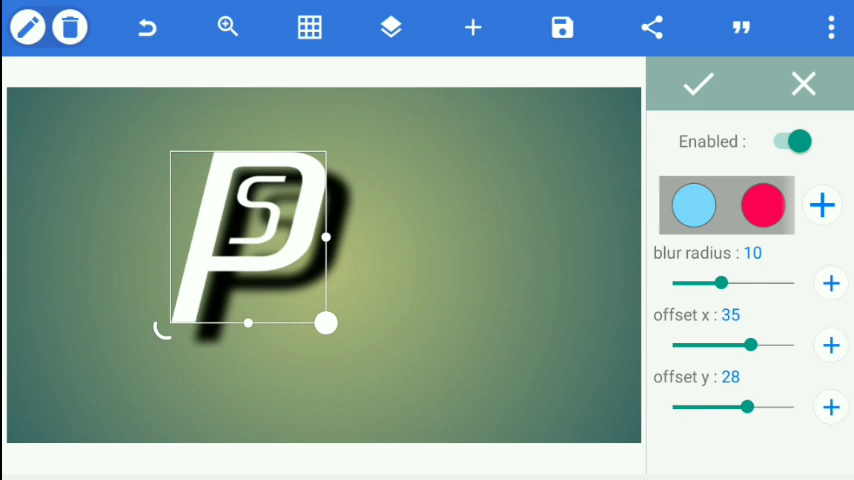 Enabled :
P
S
blur radius : 10
offset x : 35
offset y : 28